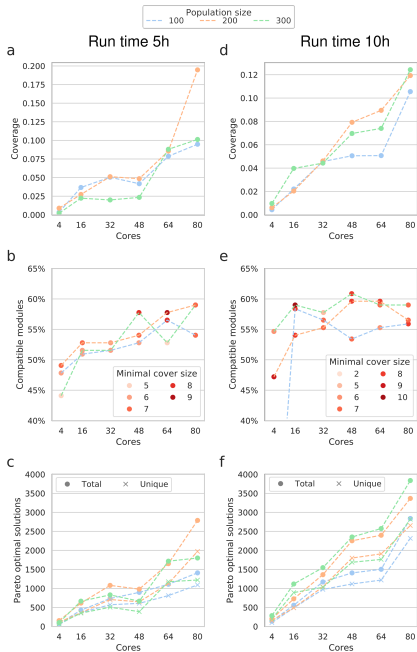 Population size
100 200 300
a Run time 5h
0.200
0.175
0.150
0.125
0.100
0.075
0.050
0.025
0.000
Coverage
4 16 32 48 64 80
Cores
d Run time 10h
0.12
0.10
0.08
0.06
0.04
0.02
0.00
Coverage
4 16 32 48 64 80
Cores
b
65%
60%
55%
50%
45%
40%
Compatible modules
Minimal cover size
5 8
6 9
7
4 16 32 48 64 80
Cores
e
65%
60%
55%
50%
45%
40%
Compatible modules
Minimal cover size
2 8
5 9
6 10
7
4 16 32 48 64 80
Cores
c
4000
3500
3000
2500
2000
1500
1000
500
0
Pareto optimal solutions
Total Unique
4 16 32 48 64 80
Cores
f
4000
3500
3000
2500
2000
1500
1000
500
0
Pareto optimal solutions
Total Unique
4 16 32 48 64 80
Cores